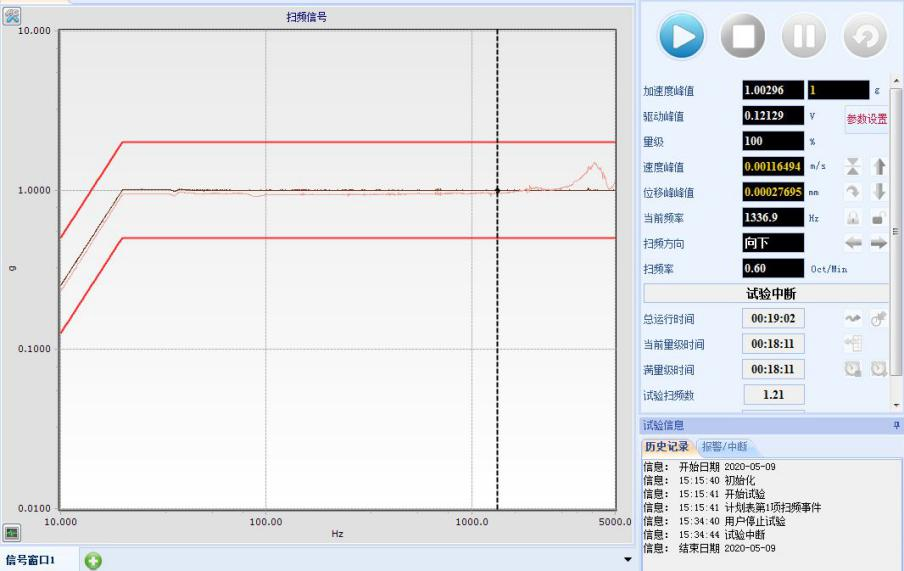 扫频信号
10.000
1.0000
g
0.1000
0.0100
10.000
100.00
1000.0
5000.0
Hz
信号窗口1
加速度峰值 1.00296 1 g
驱动峰值 0.12129 V
参数设置
量级 100 %
速度峰值 0.00116494 m/s
位移峰峰值 0.00027695 mm
当前频率 1336.9 Hz
扫频方向 向下
扫频率 0.60 Oct/Min
试验中断
总运行时间 00:19:02
当前量级时间 00:18:11
满量级时间 00:18:11
试验扫频数 1.21
试验信息
历史记录 报警/中断
信息: 开始日期 2020-05-09
信息: 15:15:40 初始化
信息: 15:15:41 开始试验
信息: 15:15:41 计划表第1项扫频事件
信息: 15:34:40 用户停止试验
信息: 15:34:44 试验中断
信息: 结束日期 2020-05-09